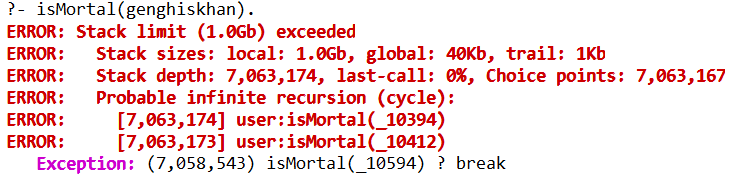 ?- isMortal(genghiskhan).
ERROR: Stack limit (1.0Gb) exceeded
ERROR:   Stack sizes: local: 1.0Gb, global: 40Kb, trail: 1Kb
ERROR:   Stack depth: 7,063,174, last-call: 0%, Choice points: 7,063,167
ERROR:   Probable infinite recursion (cycle):
ERROR:     [7,063,174] user:isMortal(_10394)
ERROR:     [7,063,173] user:isMortal(_10412)
   Exception: (7,058,543) isMortal(_10594) ? break